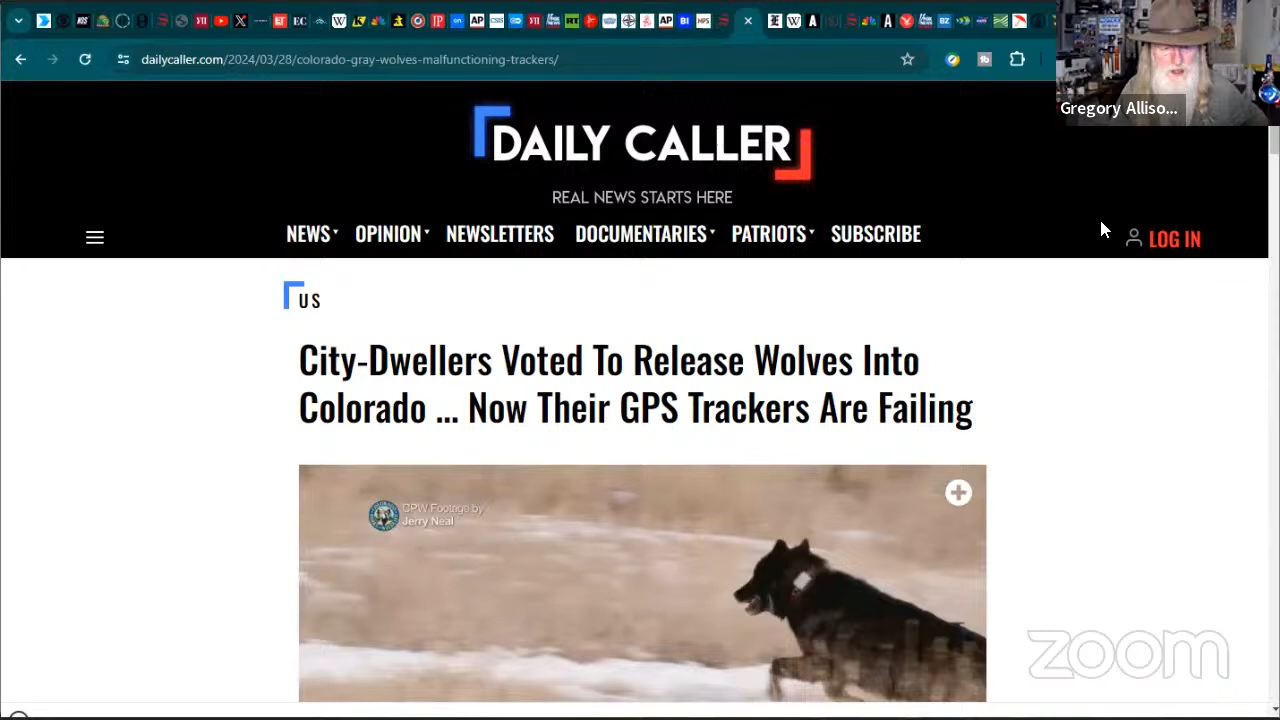 dailycaller.com/2024/03/28/colorado-gray-wolves-malfunctioning-trackers/
Gregory Alliso...
DAILY CALLER
REAL NEWS STARTS HERE
NEWS OPINION NEWSLETTERS DOCUMENTARIES PATRIOTS SUBSCRIBE
LOG IN
US
City-Dwellers Voted To Release Wolves Into
Colorado ... Now Their GPS Trackers Are Failing
CPW Footage by
Jerry Neal
zoom